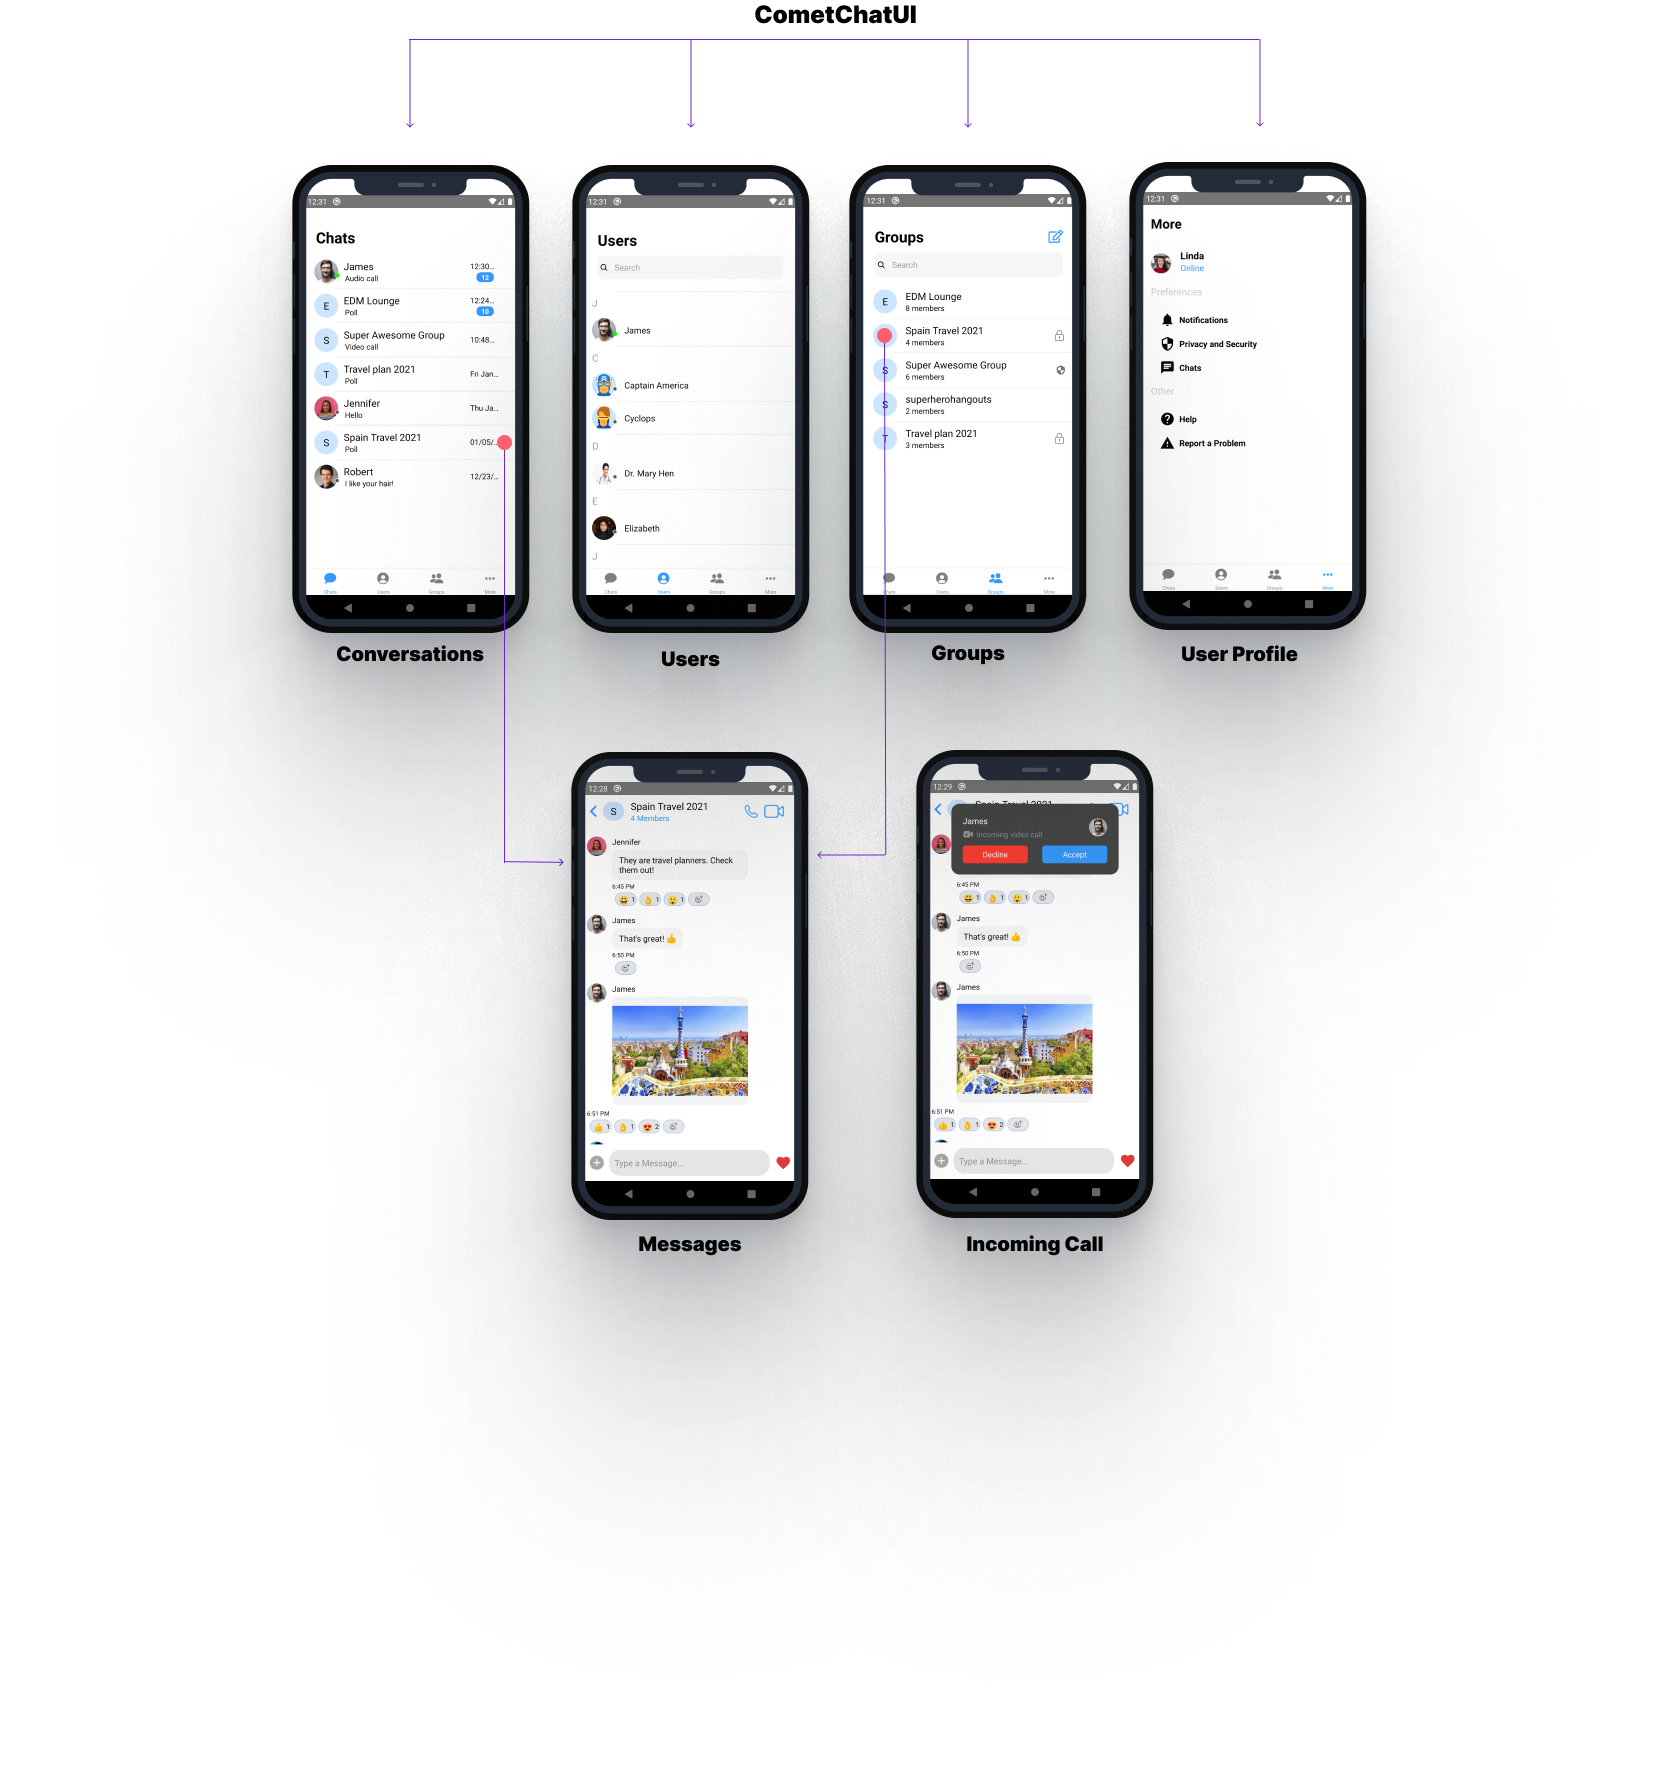 CometChatUI
12:31
Chats
James
12:30...
Audio call
12
E
EDM Lounge
12:24...
Poll
10
S
Super Awesome Group
10:48...
Video call
T
Travel plan 2021
Fri Jan...
Poll
Jennifer
Thu Ja...
Hello
S
Spain Travel 2021
01/05/...
Poll
Robert
12/23/...
I like your hair!
Chats
Users
Groups
More
Conversations
12:31
Users
Search
J
James
C
Captain America
Cyclops
D
Dr. Mary Hen
E
Elizabeth
J
Chats
Users
Groups
More
Users
12:31
Groups
Search
E
EDM Lounge
8 members
Spain Travel 2021
4 members
S
Super Awesome Group
6 members
S
superherohangouts
2 members
T
Travel plan 2021
3 members
Chats
Users
Groups
More
Groups
12:31
More
Linda
Online
Preferences
Notifications
Privacy and Security
Chats
Other
Help
Report a Problem
Chats
Users
Groups
More
User Profile
12:28
S
Spain Travel 2021
4 Members
Jennifer
They are travel planners. Check
them out!
6:45 PM
😃 1 👌 1 😲 1
James
That's great! 👍
6:50 PM
James
6:51 PM
👍 1 👌 1 😍 2
Type a Message...
Messages
12:29
Spain Travel 2021
James
Incoming video call
Decline
Accept
6:45 PM
😃 1 👌 1 😲 1
James
That's great! 👍
6:50 PM
James
6:51 PM
👍 1 👌 1 😍 2
Type a Message...
Incoming Call